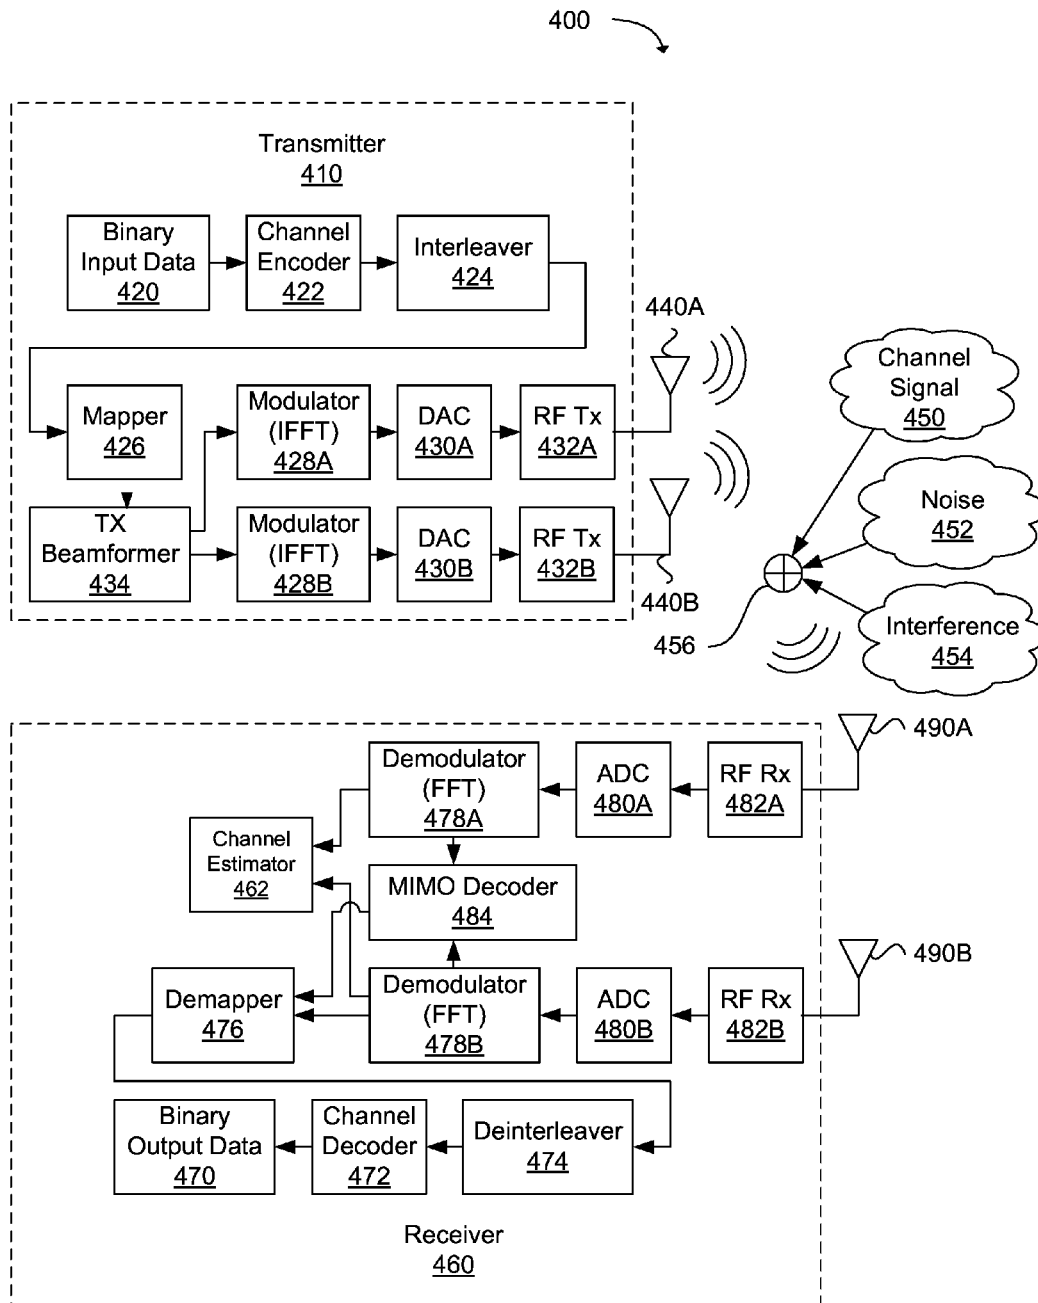 400
Transmitter
410
Binary
Input Data
420
Channel
Encoder
422
Interleaver
424
440A
Channel
Signal
450
Mapper
426
Modulator
(IFFT)
428A
DAC
430A
RF Tx
432A
Noise
452
TX
Beamformer
434
Modulator
(IFFT)
428B
DAC
430B
RF Tx
432B
440B
456
Interference
454
490A
Demodulator
(FFT)
478A
ADC
480A
RF Rx
482A
Channel
Estimator
462
MIMO Decoder
484
490B
Demapper
476
Demodulator
(FFT)
478B
ADC
480B
RF Rx
482B
Binary
Output Data
470
Channel
Decoder
472
Deinterleaver
474
Receiver
460